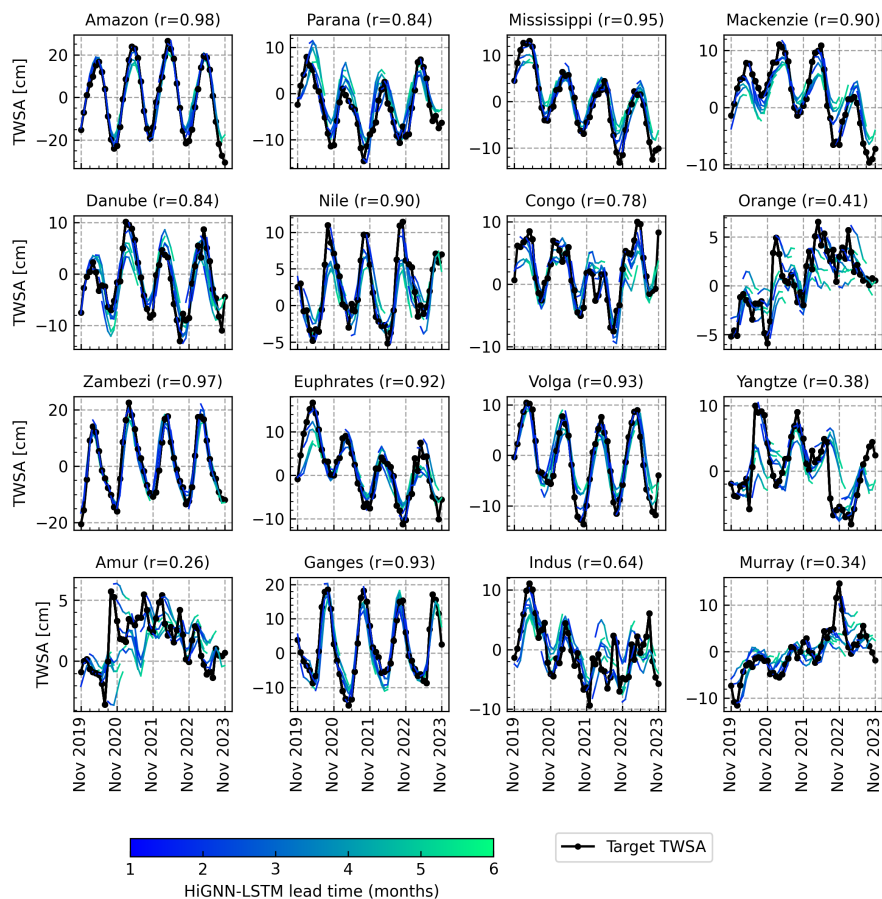 Amazon (r=0.98) Parana (r=0.84) Mississippi (r=0.95) Mackenzie (r=0.90)
TWSA [cm]
20
0
−20
10
0
−10
10
0
−10
10
0
−10
Danube (r=0.84) Nile (r=0.90) Congo (r=0.78) Orange (r=0.41)
TWSA [cm]
10
0
−10
10
5
0
−5
10
0
−10
5
0
−5
Zambezi (r=0.97) Euphrates (r=0.92) Volga (r=0.93) Yangtze (r=0.38)
TWSA [cm]
20
0
−20
10
0
−10
10
0
−10
10
0
Amur (r=0.26) Ganges (r=0.93) Indus (r=0.64) Murray (r=0.34)
TWSA [cm]
5
0
20
10
0
−10
10
0
−10
10
0
−10
Nov 2019
Nov 2020
Nov 2021
Nov 2022
Nov 2023
Nov 2019
Nov 2020
Nov 2021
Nov 2022
Nov 2023
Nov 2019
Nov 2020
Nov 2021
Nov 2022
Nov 2023
Nov 2019
Nov 2020
Nov 2021
Nov 2022
Nov 2023
1 2 3 4 5 6
HiGNN-LSTM lead time (months)
Target TWSA